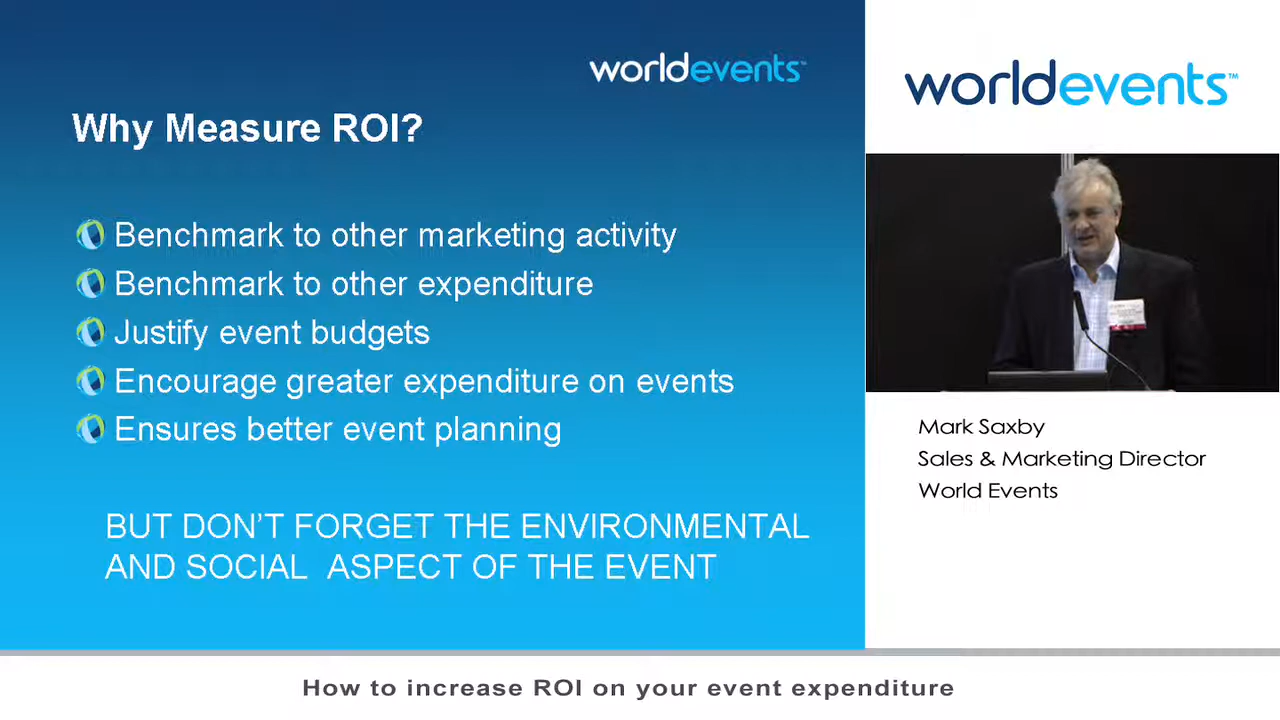 worldevents™
Why Measure ROI?
Benchmark to other marketing activity
Benchmark to other expenditure
Justify event budgets
Encourage greater expenditure on events
Ensures better event planning
BUT DON'T FORGET THE ENVIRONMENTAL
AND SOCIAL ASPECT OF THE EVENT
worldevents™
Mark Saxby
Sales & Marketing Director
World Events
How to increase ROI on your event expenditure